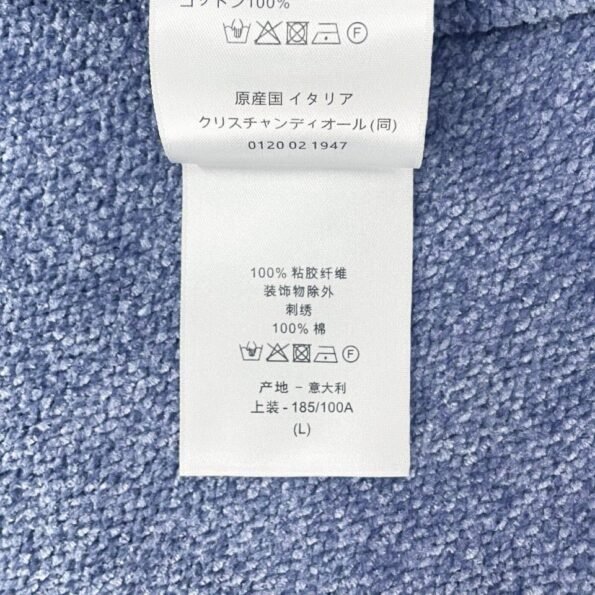 コットン100%
原産国 イタリア
クリスチャンディオール (同)
0120 02 1947
100% 粘胶纤维
装饰物除外
刺绣
100% 棉
产地 - 意大利
上装 - 185/100A
(L)